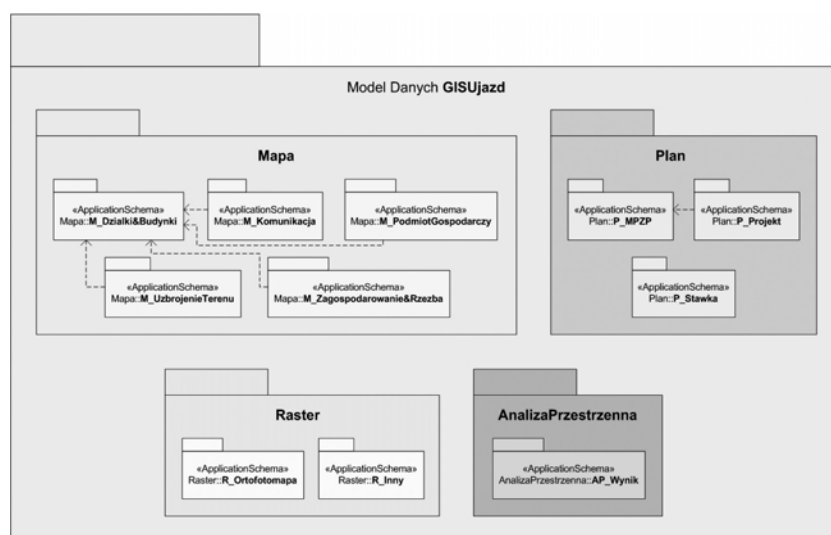 Model Danych GISUjazd
Mapa
«ApplicationSchema»
Mapa::M_Dzialki&Budynki
«ApplicationSchema»
Mapa::M_Komunikacja
«ApplicationSchema»
Mapa::M_PodmiotGospodarczy
«ApplicationSchema»
Mapa::M_UzbrojenieTerenu
«ApplicationSchema»
Mapa::M_Zagospodarowanie&Rzezba
Plan
«ApplicationSchema»
Plan::P_MPZP
«ApplicationSchema»
Plan::P_Projekt
«ApplicationSchema»
Plan::P_Stawka
Raster
«ApplicationSchema»
Raster::R_Ortofotomapa
«ApplicationSchema»
Raster::R_Inny
AnalizaPrzestrzenna
«ApplicationSchema»
AnalizaPrzestrzenna::AP_Wynik